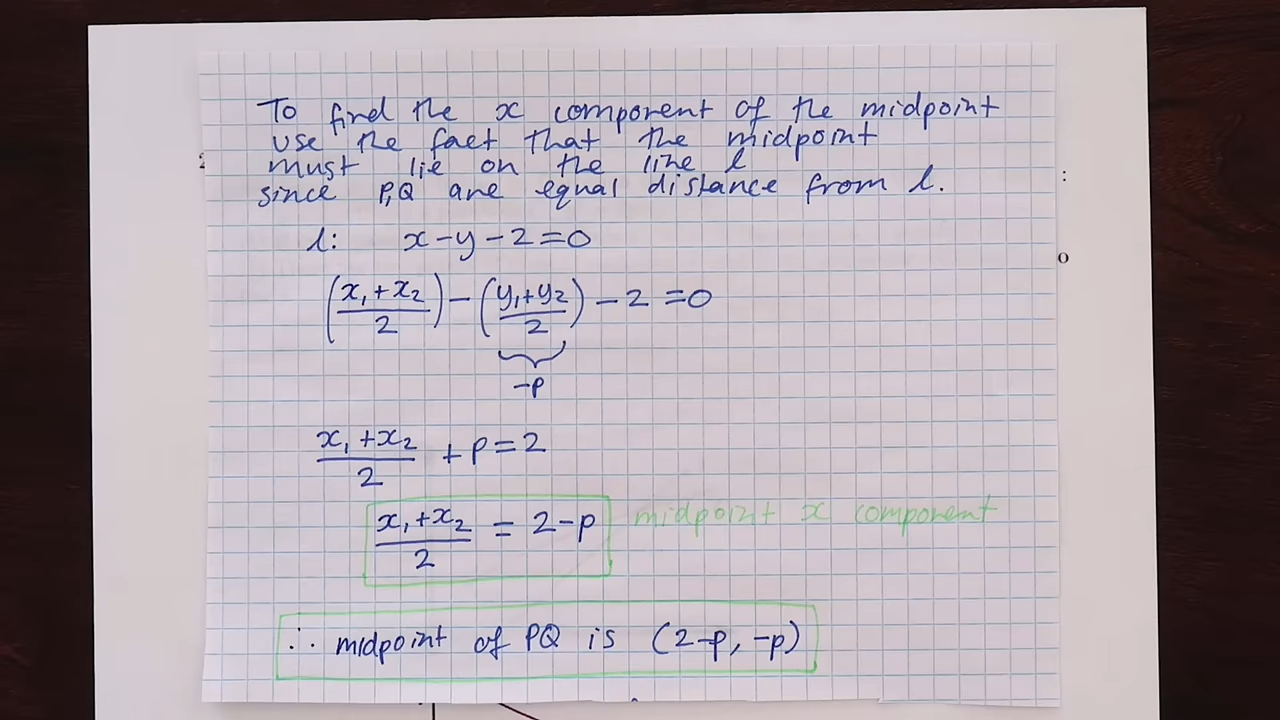 To find the x component of the midpoint
use the fact that the midpoint
must lie on the line l
since P,Q are equal distance from l.
l: x-y-2=0
(x₁+x₂/2) - (y₁+y₂/2) - 2 = 0
-p
x₁+x₂/2 + p = 2
x₁+x₂/2 = 2-p midpoint x component
∴ midpoint of PQ is (2-p, -p)